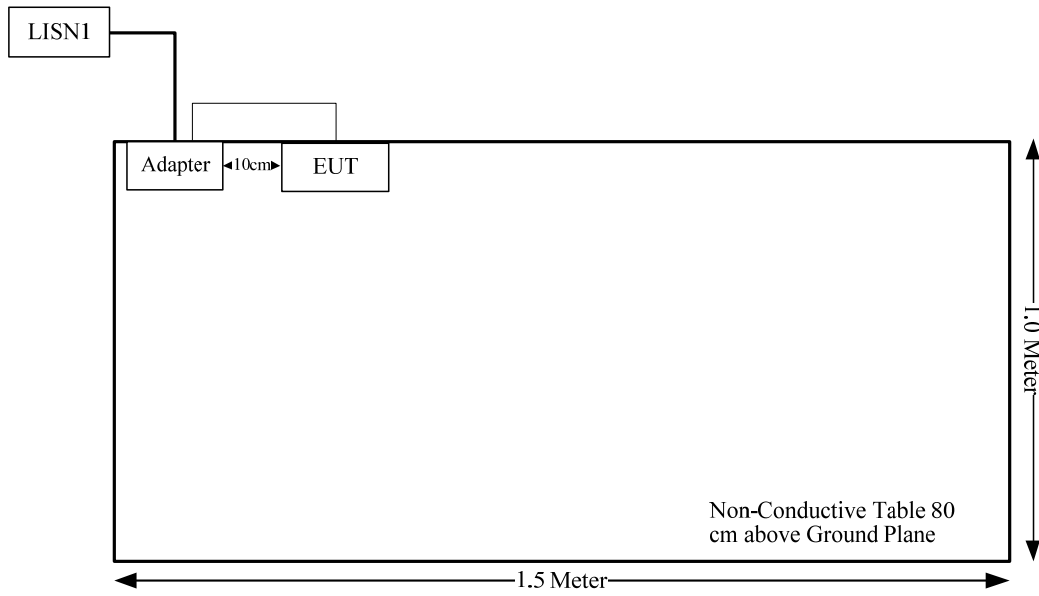 LISN1
Adapter
10cm
EUT
1.0 Meter
Non-Conductive Table 80
cm above Ground Plane
1.5 Meter